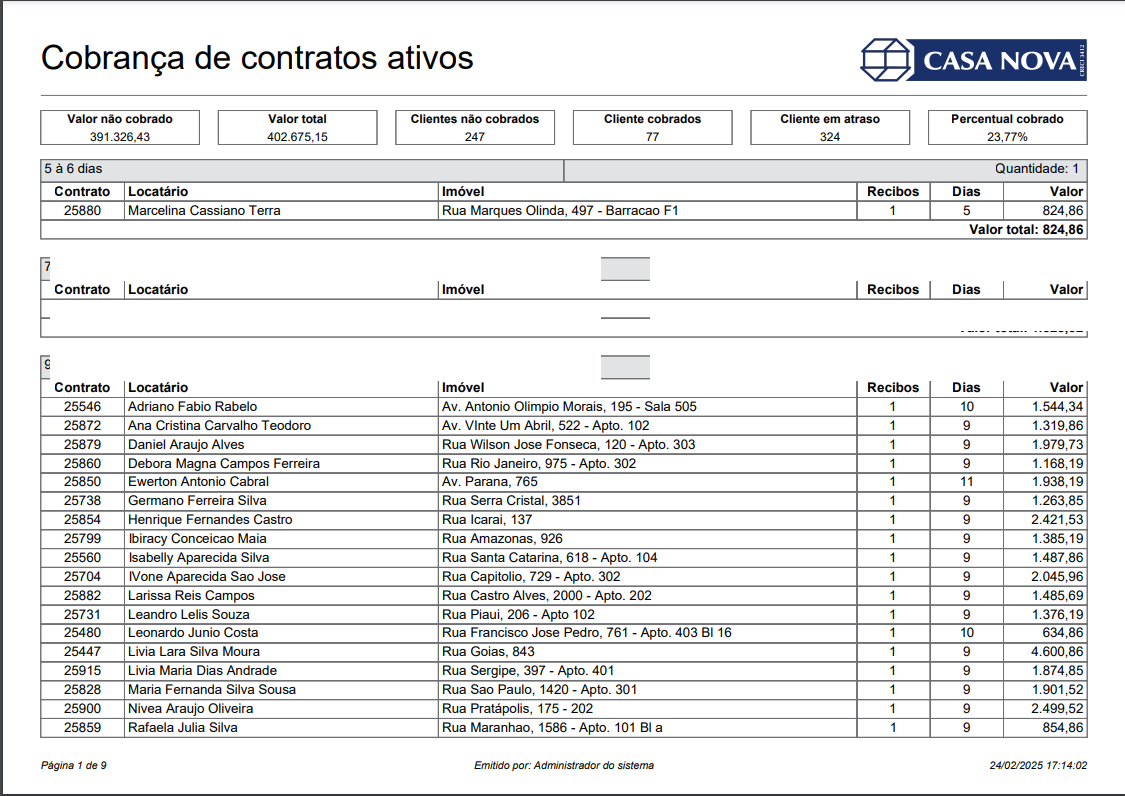 Cobrança de contratos ativos
CASA NOVA
CRECI 3412
Valor não cobrado Valor total Clientes não cobrados Cliente cobrados Cliente em atraso Percentual cobrado
391.326,43 402.675,15 247 77 324 23,77%
5 à 6 dias Quantidade: 1
Contrato Locatário Imóvel Recibos Dias Valor
25880 Marcelina Cassiano Terra Rua Marques Olinda, 497 - Barracao F1 1 5 824,86
Valor total: 824,86
7
Contrato Locatário Imóvel Recibos Dias Valor
9
Contrato Locatário Imóvel Recibos Dias Valor
25546 Adriano Fabio Rabelo Av. Antonio Olimpio Morais, 195 - Sala 505 1 10 1.544,34
25872 Ana Cristina Carvalho Teodoro Av. VInte Um Abril, 522 - Apto. 102 1 9 1.319,86
25879 Daniel Araujo Alves Rua Wilson Jose Fonseca, 120 - Apto. 303 1 9 1.979,73
25860 Debora Magna Campos Ferreira Rua Rio Janeiro, 975 - Apto. 302 1 9 1.168,19
25850 Ewerton Antonio Cabral Av. Parana, 765 1 11 1.938,19
25738 Germano Ferreira Silva Rua Serra Cristal, 3851 1 9 1.263,85
25854 Henrique Fernandes Castro Rua Icarai, 137 1 9 2.421,53
25799 Ibiracy Conceicao Maia Rua Amazonas, 926 1 9 1.385,19
25560 Isabelly Aparecida Silva Rua Santa Catarina, 618 - Apto. 104 1 9 1.487,86
25704 IVone Aparecida Sao Jose Rua Capitolio, 729 - Apto. 302 1 9 2.045,96
25882 Larissa Reis Campos Rua Castro Alves, 2000 - Apto. 202 1 9 1.485,69
25731 Leandro Lelis Souza Rua Piaui, 206 - Apto 102 1 9 1.376,19
25480 Leonardo Junio Costa Rua Francisco Jose Pedro, 761 - Apto. 403 Bl 16 1 10 634,86
25447 Livia Lara Silva Moura Rua Goias, 843 1 9 4.600,86
25915 Livia Maria Dias Andrade Rua Sergipe, 397 - Apto. 401 1 9 1.874,85
25828 Maria Fernanda Silva Sousa Rua Sao Paulo, 1420 - Apto. 301 1 9 1.901,52
25900 Nivea Araujo Oliveira Rua Pratápolis, 175 - 202 1 9 2.499,52
25859 Rafaela Julia Silva Rua Maranhao, 1586 - Apto. 101 Bl a 1 9 854,86
Página 1 de 9 Emitido por: Administrador do sistema 24/02/2025 17:14:02